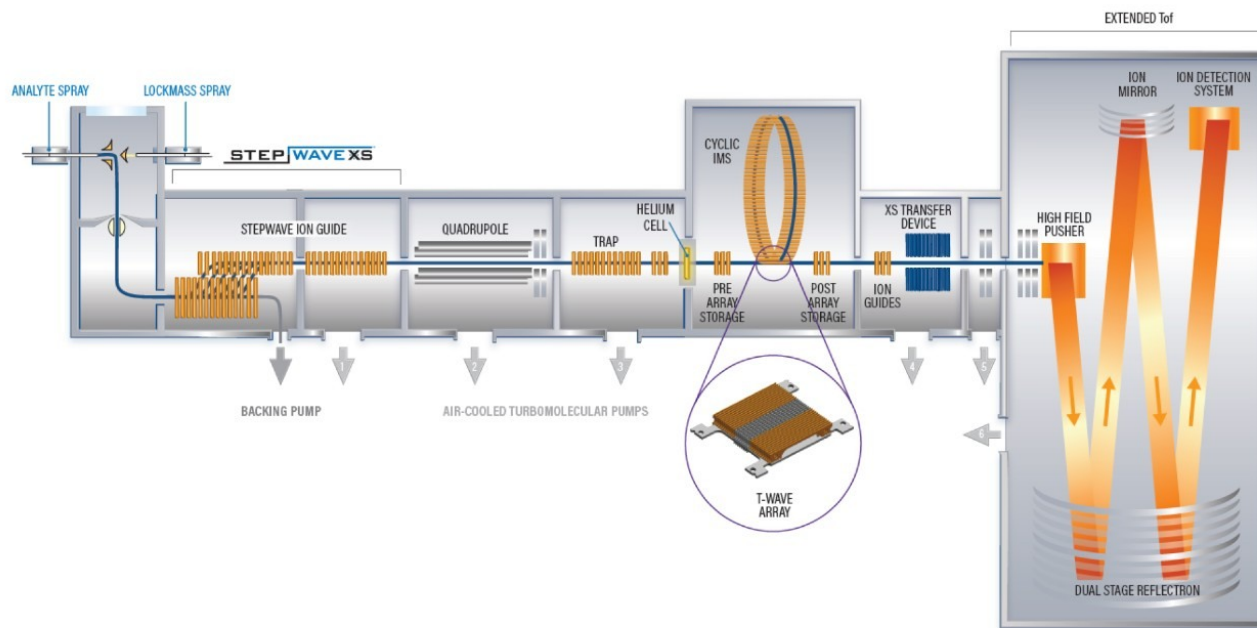 EXTENDED Tof
ANALYTE SPRAY
LOCKMASS SPRAY
STEPWAVE XS
STEPWAVE ION GUIDE
QUADRUPOLE
TRAP
HELIUM
CELL
CYCLIC
IMS
PRE
ARRAY
STORAGE
POST
ARRAY
STORAGE
XS TRANSFER
DEVICE
ION
GUIDES
HIGH FIELD
PUSHER
ION
MIRROR
ION DETECTION
SYSTEM
DUAL STAGE REFLECTRON
1
2
3
4
5
6
BACKING PUMP
AIR-COOLED TURBOMOLECULAR PUMPS
T-WAVE
ARRAY